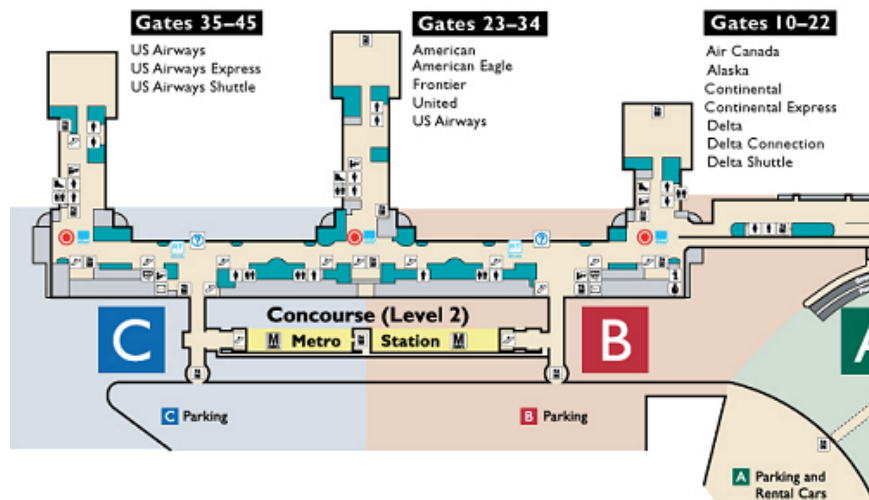 Gates 35–45
US Airways
US Airways Express
US Airways Shuttle
Gates 23–34
American
American Eagle
Frontier
United
US Airways
Gates 10–22
Air Canada
Alaska
Continental
Continental Express
Delta
Delta Connection
Delta Shuttle
C
Concourse (Level 2)
M Metro Station M
B
A
C Parking
B Parking
A Parking and
Rental Cars